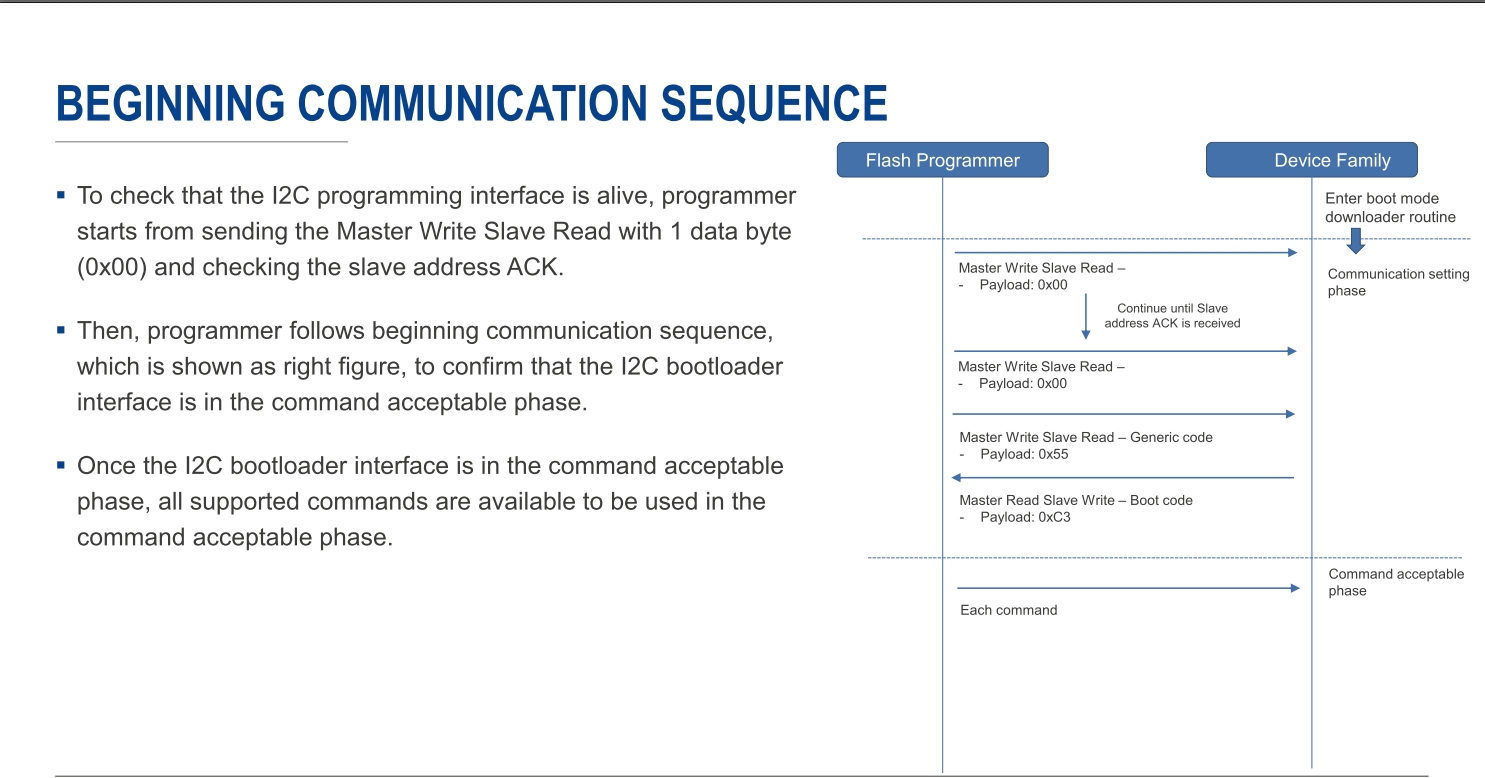 BEGINNING COMMUNICATION SEQUENCE
▪ To check that the I2C programming interface is alive, programmer
starts from sending the Master Write Slave Read with 1 data byte
(0x00) and checking the slave address ACK.
▪ Then, programmer follows beginning communication sequence,
which is shown as right figure, to confirm that the I2C bootloader
interface is in the command acceptable phase.
▪ Once the I2C bootloader interface is in the command acceptable
phase, all supported commands are available to be used in the
command acceptable phase.
Flash Programmer
Device Family
Enter boot mode
downloader routine
Master Write Slave Read –
- Payload: 0x00
Communication setting
phase
Continue until Slave
address ACK is received
Master Write Slave Read –
- Payload: 0x00
Master Write Slave Read – Generic code
- Payload: 0x55
Master Read Slave Write – Boot code
- Payload: 0xC3
Command acceptable
phase
Each command